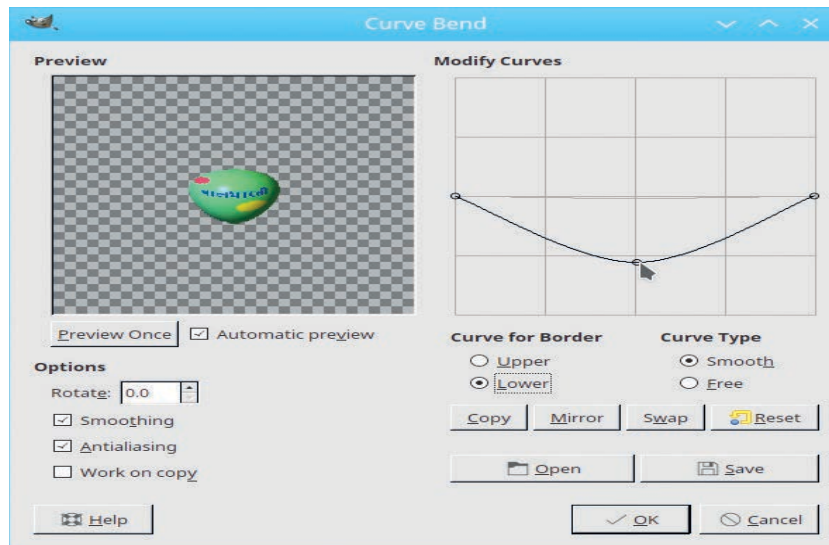 Curve Bend
Preview
Modify Curves
Preview Once
Automatic preview
Curve for Border
Curve Type
Options
Upper
Smooth
Rotate: 0.0
Lower
Free
Smoothing
Copy Mirror Swap Reset
Antialiasing
Work on copy
Open Save
Help
OK Cancel